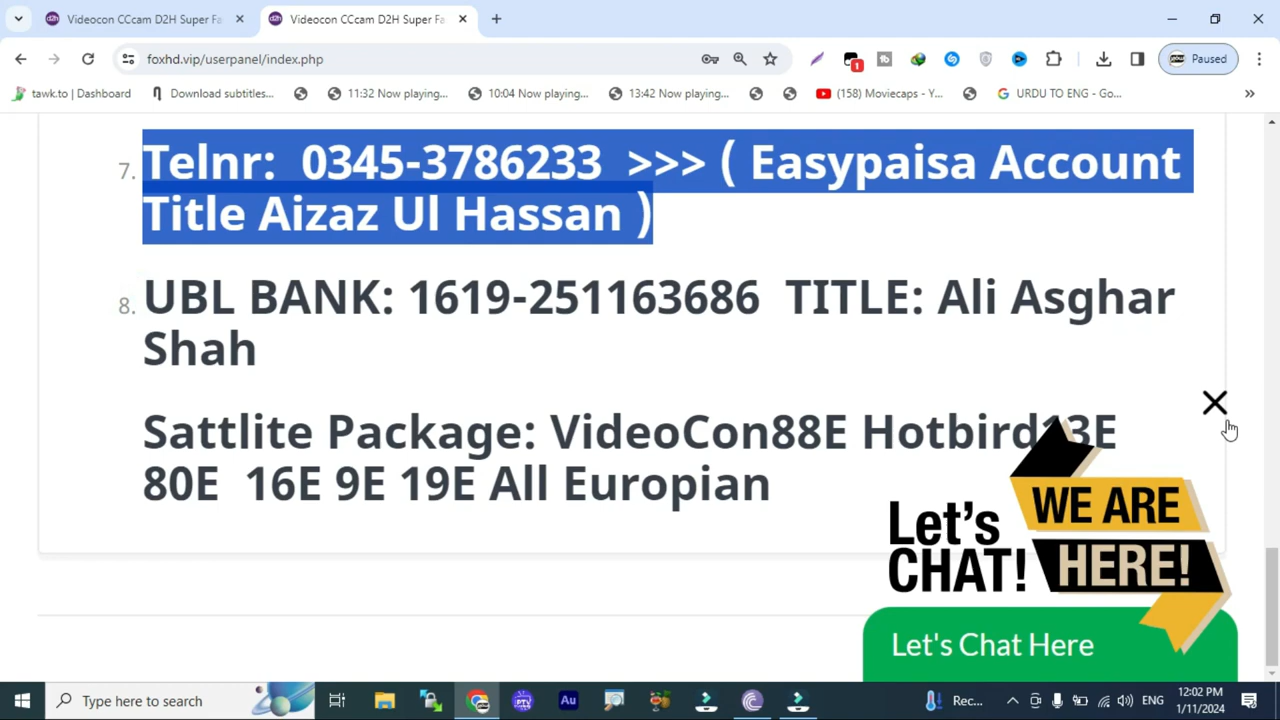 Videocon CCcam D2H Super Fa
Videocon CCcam D2H Super Fa
foxhd.vip/userpanel/index.php
1
Paused
tawk.to | Dashboard
Download subtitles...
11:32 Now playing...
10:04 Now playing...
13:42 Now playing...
(158) Moviecaps - Y...
URDU TO ENG - Go...
7. Telnr: 0345-3786233 >>> ( Easypaisa Account
Title Aizaz Ul Hassan )
8. UBL BANK: 1619-251163686 TITLE: Ali Asghar
Shah
Sattlite Package: VideoCon88E Hotbird13E
80E 16E 9E 19E All Europian
Let's
CHAT!
WE ARE
HERE!
Let's Chat Here
Type here to search
PTV
Au
Rec...
ENG
12:02 PM
1/11/2024